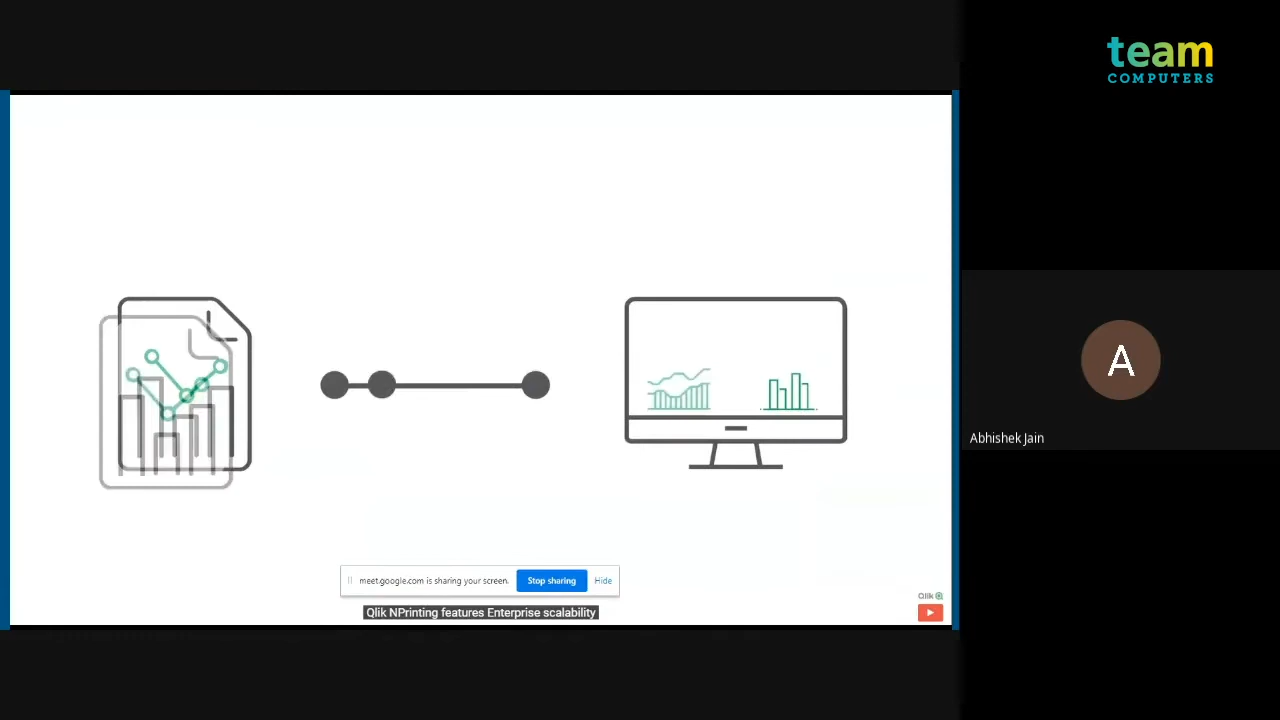 team
COMPUTERS
A
Abhishek Jain
meet.google.com is sharing your screen.
Stop sharing
Hide
Qlik
Qlik NPrinting features Enterprise scalability